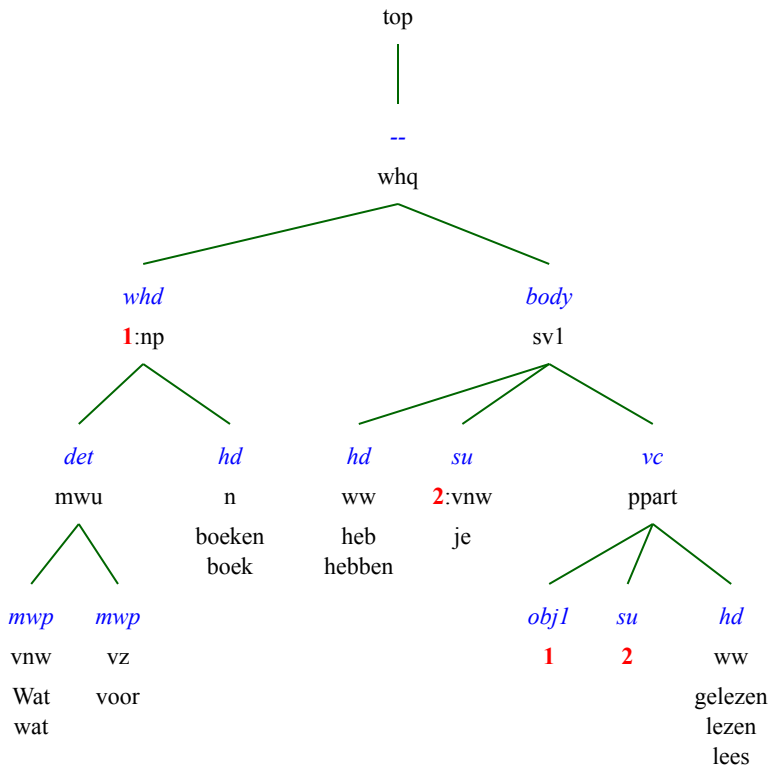 top
--
whq
whd body
1:np sv1
det hd hd su vc
mwu n ww 2:vnw ppart
boeken heb je
boek hebben
mwp mwp obj1 su hd
vnw vz 1 2 ww
Wat voor gelezen
wat lezen
lees